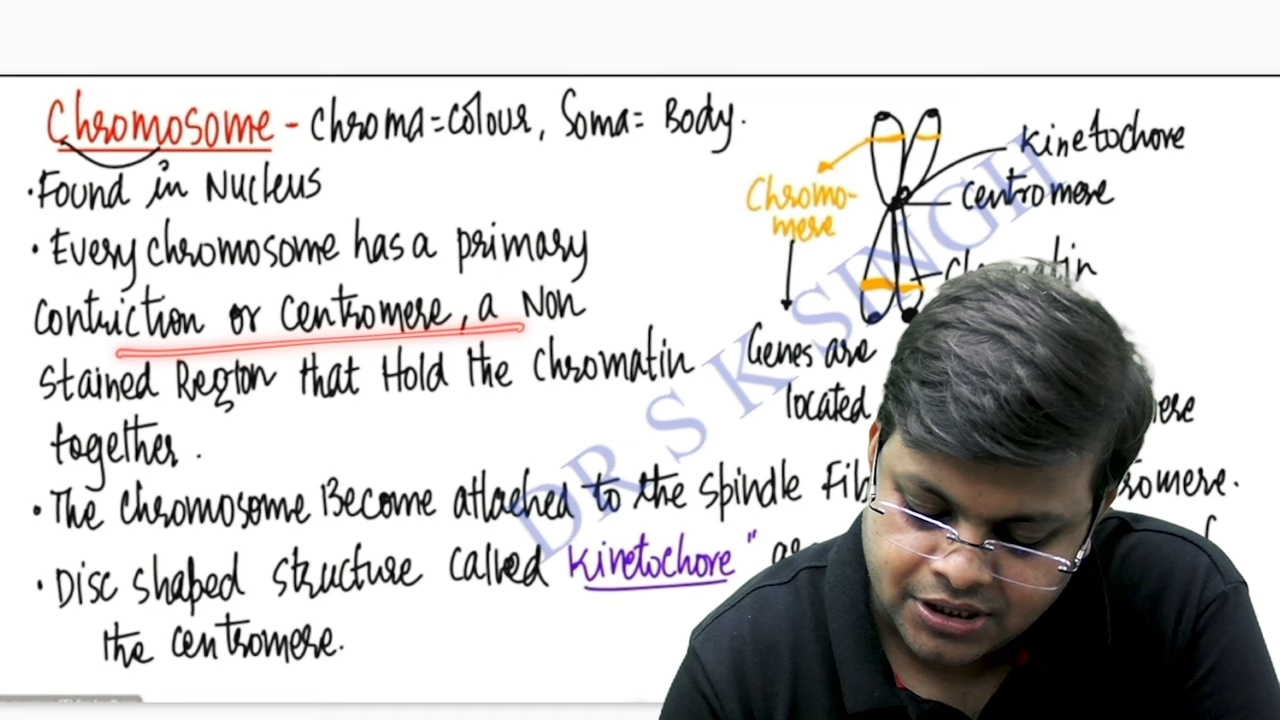 Chromosome - Chroma=Colour, Soma= Body.
• Found in Nucleus
• Every chromosome has a primary
Contriction or Centromere, a Non
Stained Region that Hold the Chromatin
together.
• The Chromosome Become attached to the Spindle Fib romere.
• Disc shaped structure called Kinetochore"
the centromere.
Kinetochore
Centromere
Chromo-
mere
Genes are
located
DR S K SINGH